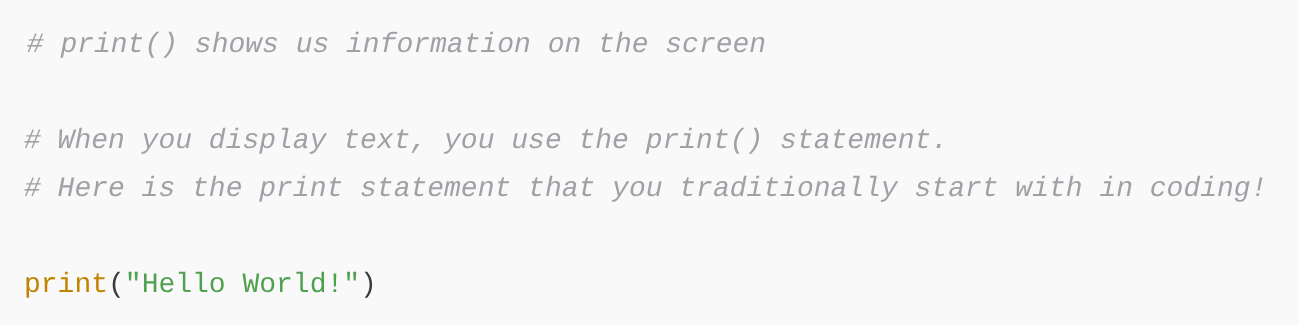 # print() shows us information on the screen
# When you display text, you use the print() statement.
# Here is the print statement that you traditionally start with in coding!
print("Hello World!")